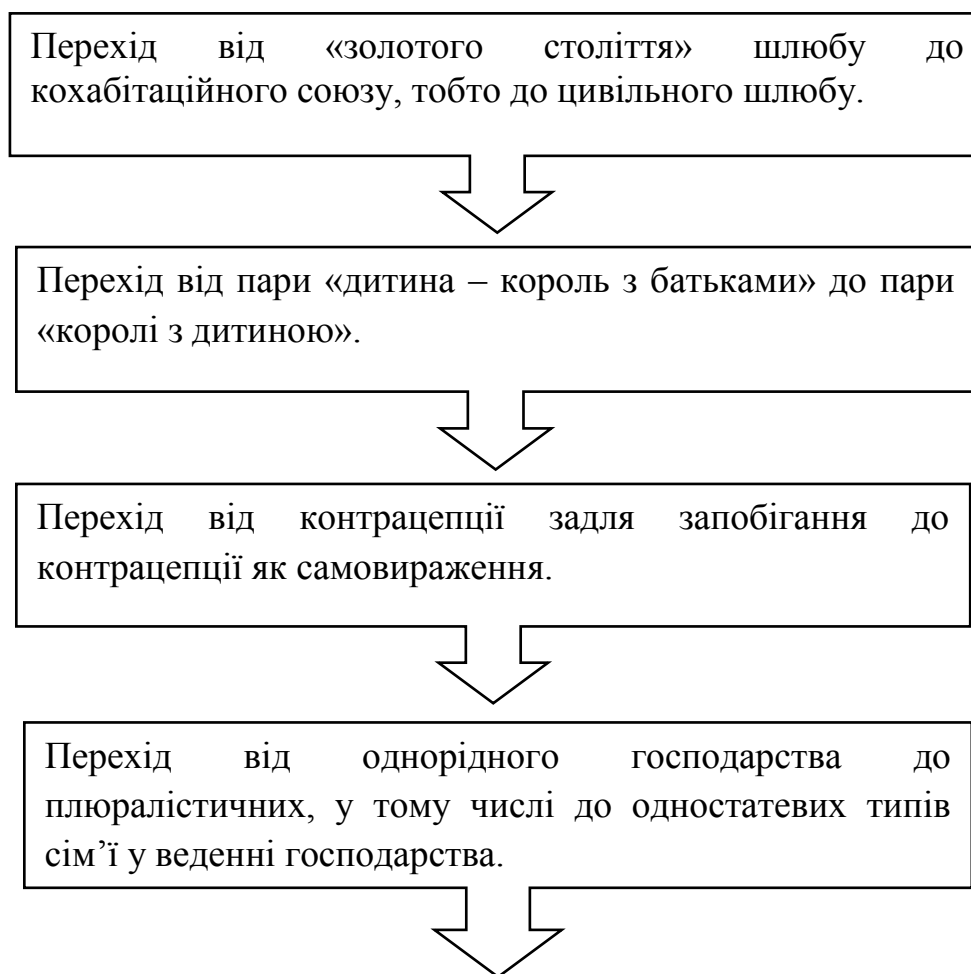 Перехід від «золотого століття» шлюбу до
кохабітаційного союзу, тобто до цивільного шлюбу.
Перехід від пари «дитина – король з батьками» до пари
«королі з дитиною».
Перехід від контрацепції задля запобігання до
контрацепції як самовираження.
Перехід від однорідного господарства до
плюралістичних, у тому числі до одностатевих типів
сім’ї у веденні господарства.